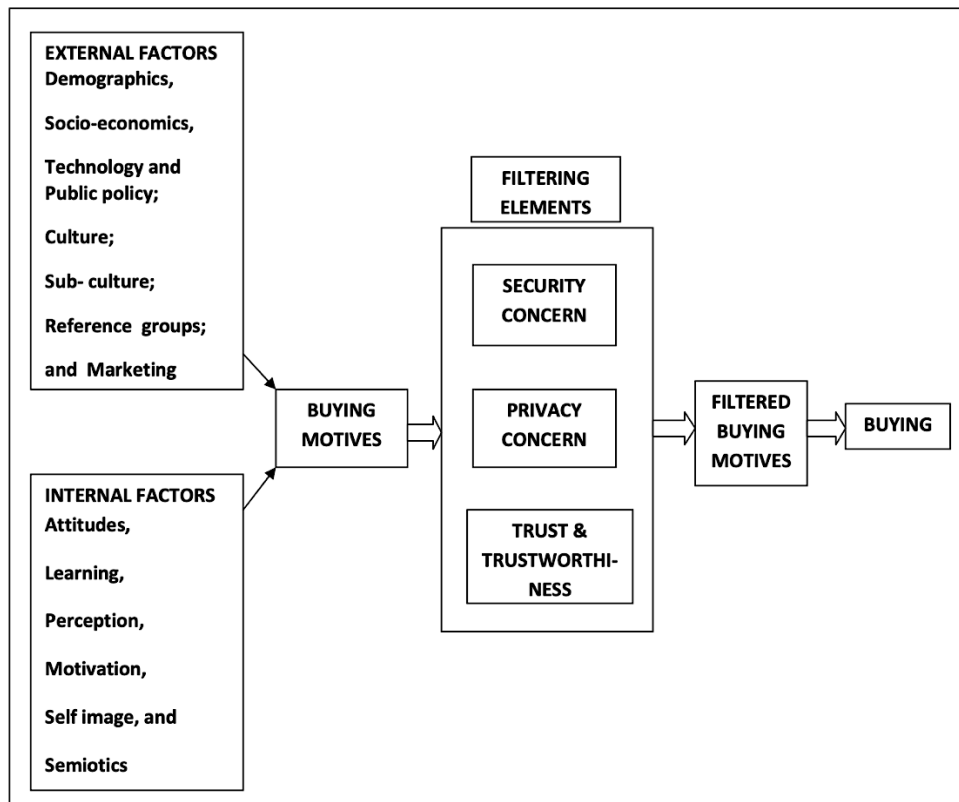 EXTERNAL FACTORS
Demographics,
Socio-economics,
Technology and
Public policy;
Culture;
Sub- culture;
Reference groups;
and Marketing
INTERNAL FACTORS
Attitudes,
Learning,
Perception,
Motivation,
Self image, and
Semiotics
BUYING
MOTIVES
FILTERING
ELEMENTS
SECURITY
CONCERN
PRIVACY
CONCERN
TRUST &
TRUSTWORTHI-
NESS
FILTERED
BUYING
MOTIVES
BUYING